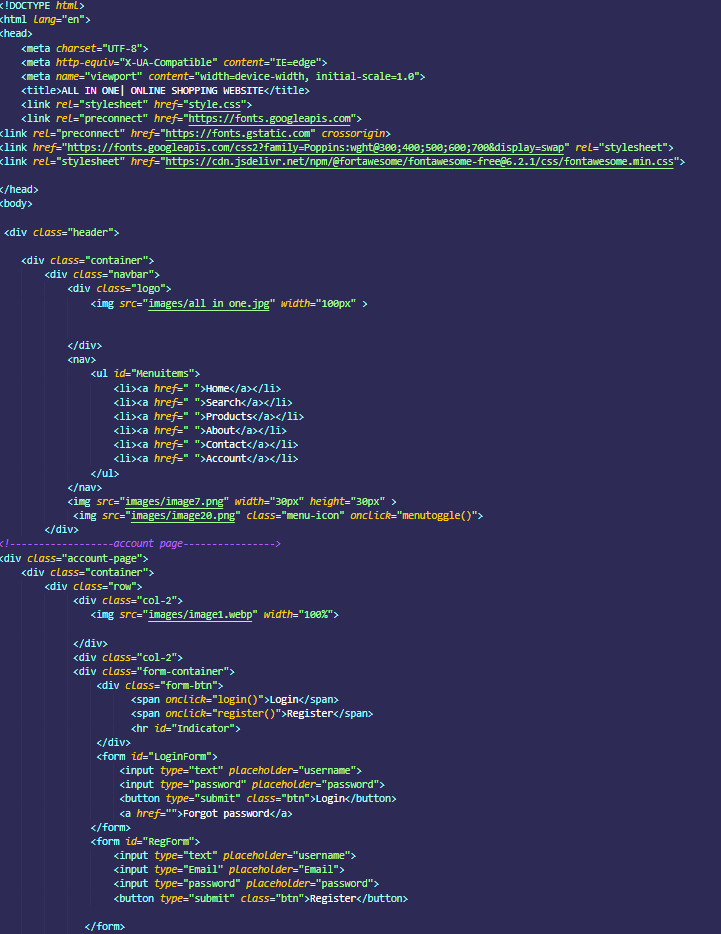 <!DOCTYPE html>
<html lang="en">
<head>
<meta charset="UTF-8">
<meta http-equiv="X-UA-Compatible" content="IE=edge">
<meta name="viewport" content="width=device-width, initial-scale=1.0">
<title>ALL IN ONE| ONLINE SHOPPING WEBSITE</title>
<link rel="stylesheet" href="style.css">
<link rel="preconnect" href="https://fonts.googleapis.com">
<link rel="preconnect" href="https://fonts.gstatic.com" crossorigin>
<link href="https://fonts.googleapis.com/css2?family=Poppins:wght@300;400;500;600;700&display=swap" rel="stylesheet">
<link rel="stylesheet" href="https://cdn.jsdelivr.net/npm/@fortawesome/fontawesome-free@6.2.1/css/fontawesome.min.css">
</head>
<body>
<div class="header">
<div class="container">
<div class="navbar">
<div class="logo">
<img src="images/all in one.jpg" width="100px" >
</div>
<nav>
<ul id="Menuitems">
<li><a href=" ">Home</a></li>
<li><a href=" ">Search</a></li>
<li><a href=" ">Products</a></li>
<li><a href=" ">About</a></li>
<li><a href=" ">Contact</a></li>
<li><a href=" ">Account</a></li>
</ul>
</nav>
<img src="images/image7.png" width="30px" height="30px" >
<img src="images/image20.png" class="menu-icon" onclick="menutoggle()">
</div>
<!------------------account page---------------->
<div class="account-page">
<div class="container">
<div class="row">
<div class="col-2">
<img src="images/image1.webp" width="100%">
</div>
<div class="col-2">
<div class="form-container">
<div class="form-btn">
<span onclick="login()">Login</span>
<span onclick="register()">Register</span>
<hr id="Indicator">
</div>
<form id="LoginForm">
<input type="text" placeholder="username">
<input type="password" placeholder="password">
<button type="submit" class="btn">Login</button>
<a href="">Forgot password</a>
</form>
<form id="RegForm">
<input type="text" placeholder="username">
<input type="Email" placeholder="Email">
<input type="password" placeholder="password">
<button type="submit" class="btn">Register</button>
</form>